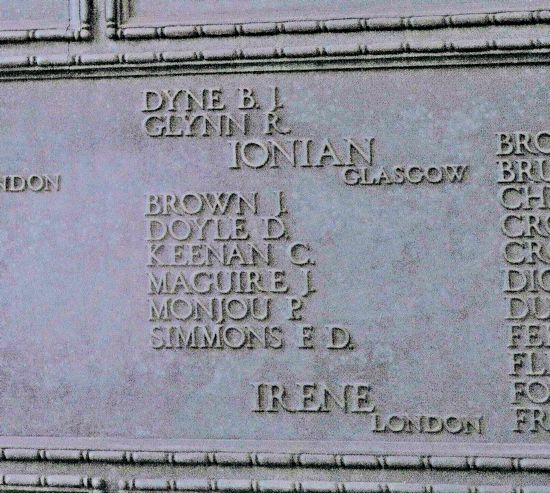 DYNE B. J.
GLYNN R.
IONIAN
GLASGOW
BROWN J.
DOYLE D.
KEENAN C.
MAGUIRE J.
MONJOU P.
SIMMONS F. D.
IRENE
LONDON